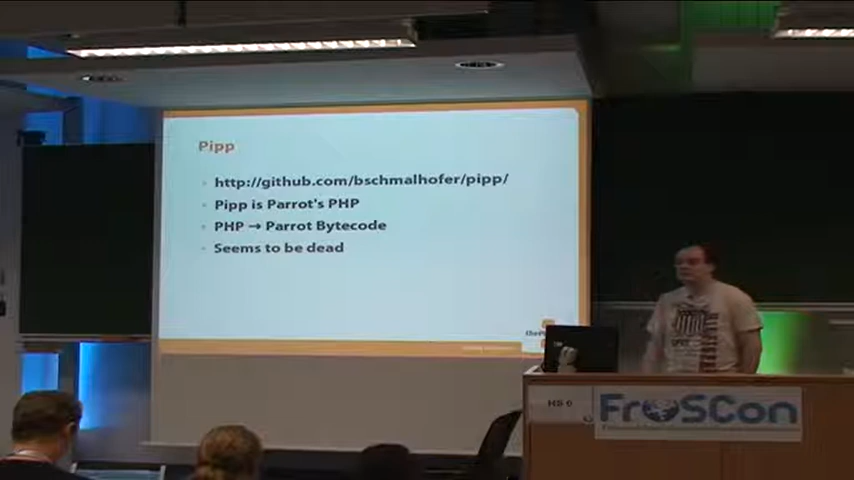 Pipp
http://github.com/bschmalhofer/pipp/
Pipp is Parrot's PHP
PHP → Parrot Bytecode
Seems to be dead
HS 6
FrOSCon